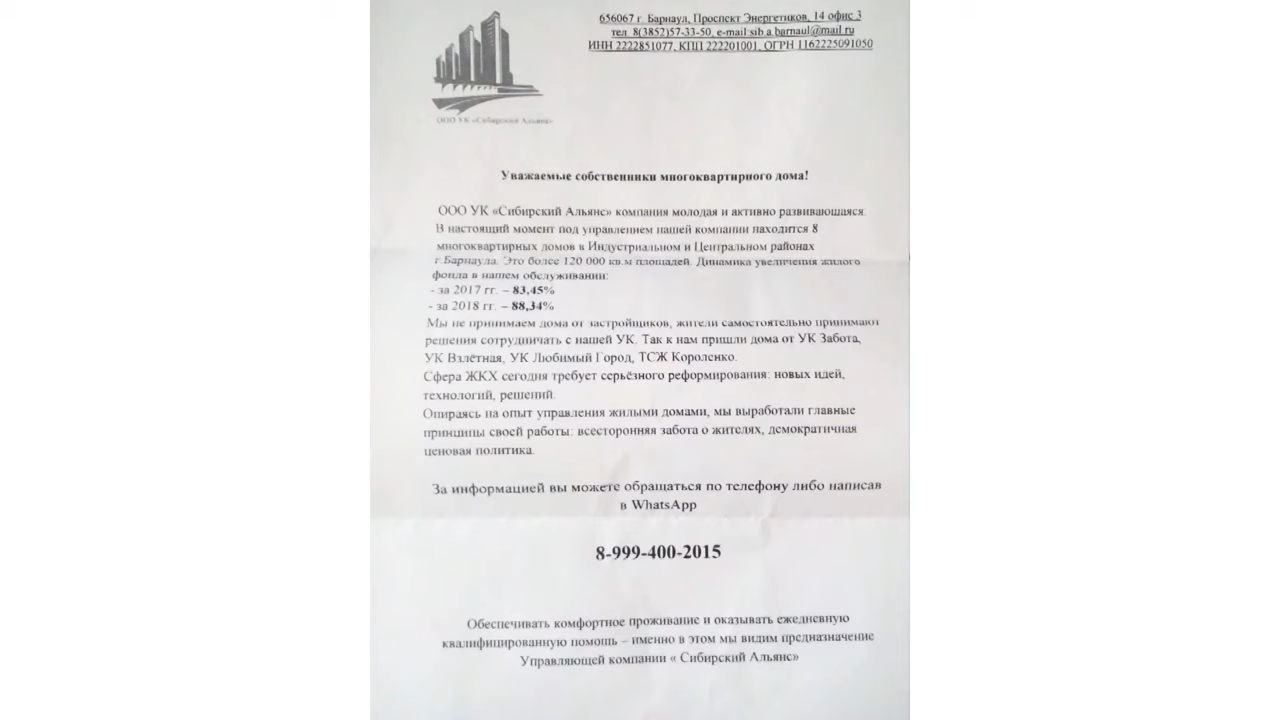 656067 г. Барнаул, Проспект Энергетиков, 14 офис 3
тел. 8(3852)57-33-50, e-mail:sib.a.barnaul@mail.ru
ИНН 2222851077, КПП 222201001, ОГРН 1162225091050
ООО УК «Сибирский Альянс»
Уважаемые собственники многоквартирного дома!
ООО УК «Сибирский Альянс» компания молодая и активно развивающаяся.
В настоящий момент под управлением нашей компании находится 8
многоквартирных домов в Индустриальном и Центральном районах
г.Барнаула. Это более 120 000 кв.м площадей. Динамика увеличения жилого
фонда в нашем обслуживании:
- за 2017 гг. – 83,45%
- за 2018 гг. – 88,34%
Мы не принимаем дома от застройщиков, жители самостоятельно принимают
решения сотрудничать с нашей УК. Так к нам пришли дома от УК Забота,
УК Взлётная, УК Любимый Город, ТСЖ Короленко.
Сфера ЖКХ сегодня требует серьёзного реформирования: новых идей,
технологий, решений.
Опираясь на опыт управления жилыми домами, мы выработали главные
принципы своей работы: всесторонняя забота о жителях, демократичная
ценовая политика.
За информацией вы можете обращаться по телефону либо написав
в WhatsApp
8-999-400-2015
Обеспечивать комфортное проживание и оказывать ежедневную
квалифицированную помощь – именно в этом мы видим предназначение
Управляющей компании « Сибирский Альянс»